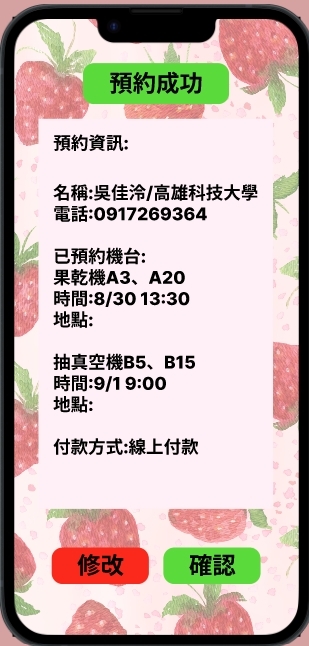 預約成功
預約資訊:
名稱:吳佳泠/高雄科技大學
電話:0917269364
已預約機台:
果乾機A3、A20
時間:8/30 13:30
地點:
抽真空機B5、B15
時間:9/1 9:00
地點:
付款方式:線上付款
修改
確認